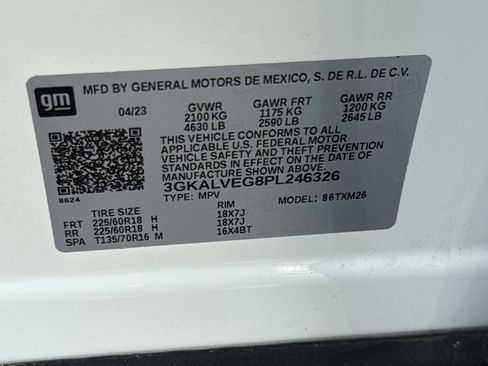 gm
MFD BY GENERAL MOTORS DE MEXICO, S. DE R.L. DE C.V.
04/23 GVWR GAWR FRT GAWR RR
2100 KG 1175 KG 1200 KG
4630 LB 2590 LB 2645 LB
THIS VEHICLE CONFORMS TO ALL
APPLICABLE U.S. FEDERAL MOTOR
VEHICLE SAFETY AND THEFT PREVENTION
STANDARDS IN EFFECT ON THE DATE OF
MANUFACTURE SHOWN ABOVE.
3GKALVEG8PL246326
8624 TYPE: MPV MODEL: 86TXM26
TIRE SIZE RIM
FRT 225/60R18 H 18X7J
RR 225/60R18 H 18X7J
SPA T135/70R16 M 16X4BT